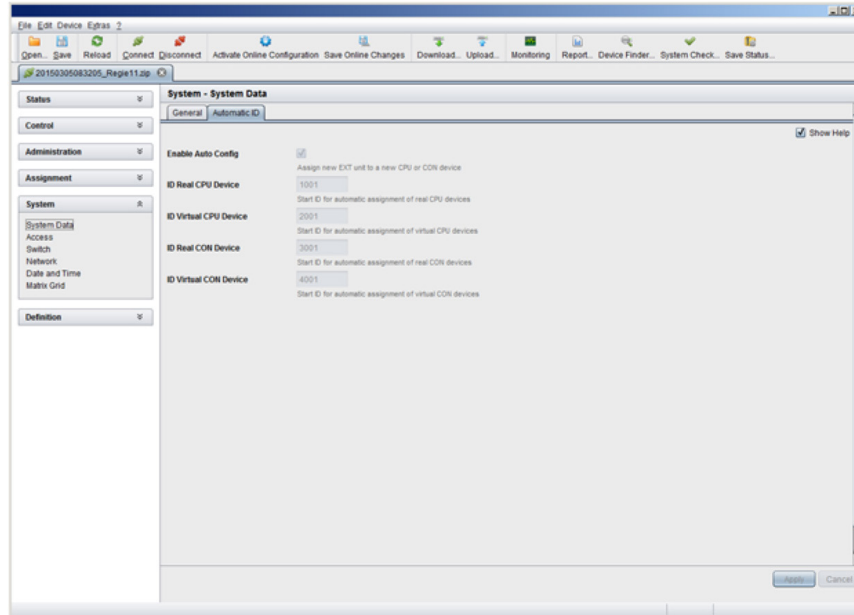 File Edit Device Extras ?
Open... Save Reload Connect Disconnect Activate Online Configuration Save Online Changes Download... Upload... Monitoring Report... Device Finder... System Check... Save Status...
20150305083205_Regie11.zip
Status
Control
Administration
Assignment
System
System Data
Access
Switch
Network
Date and Time
Matrix Grid
Definition
System - System Data
General Automatic ID
Show Help
Enable Auto Config
Assign new EXT unit to a new CPU or CON device
ID Real CPU Device 1001
Start ID for automatic assignment of real CPU devices
ID Virtual CPU Device 2001
Start ID for automatic assignment of virtual CPU devices
ID Real CON Device 3001
Start ID for automatic assignment of real CON devices
ID Virtual CON Device 4001
Start ID for automatic assignment of virtual CON devices
Apply Cancel